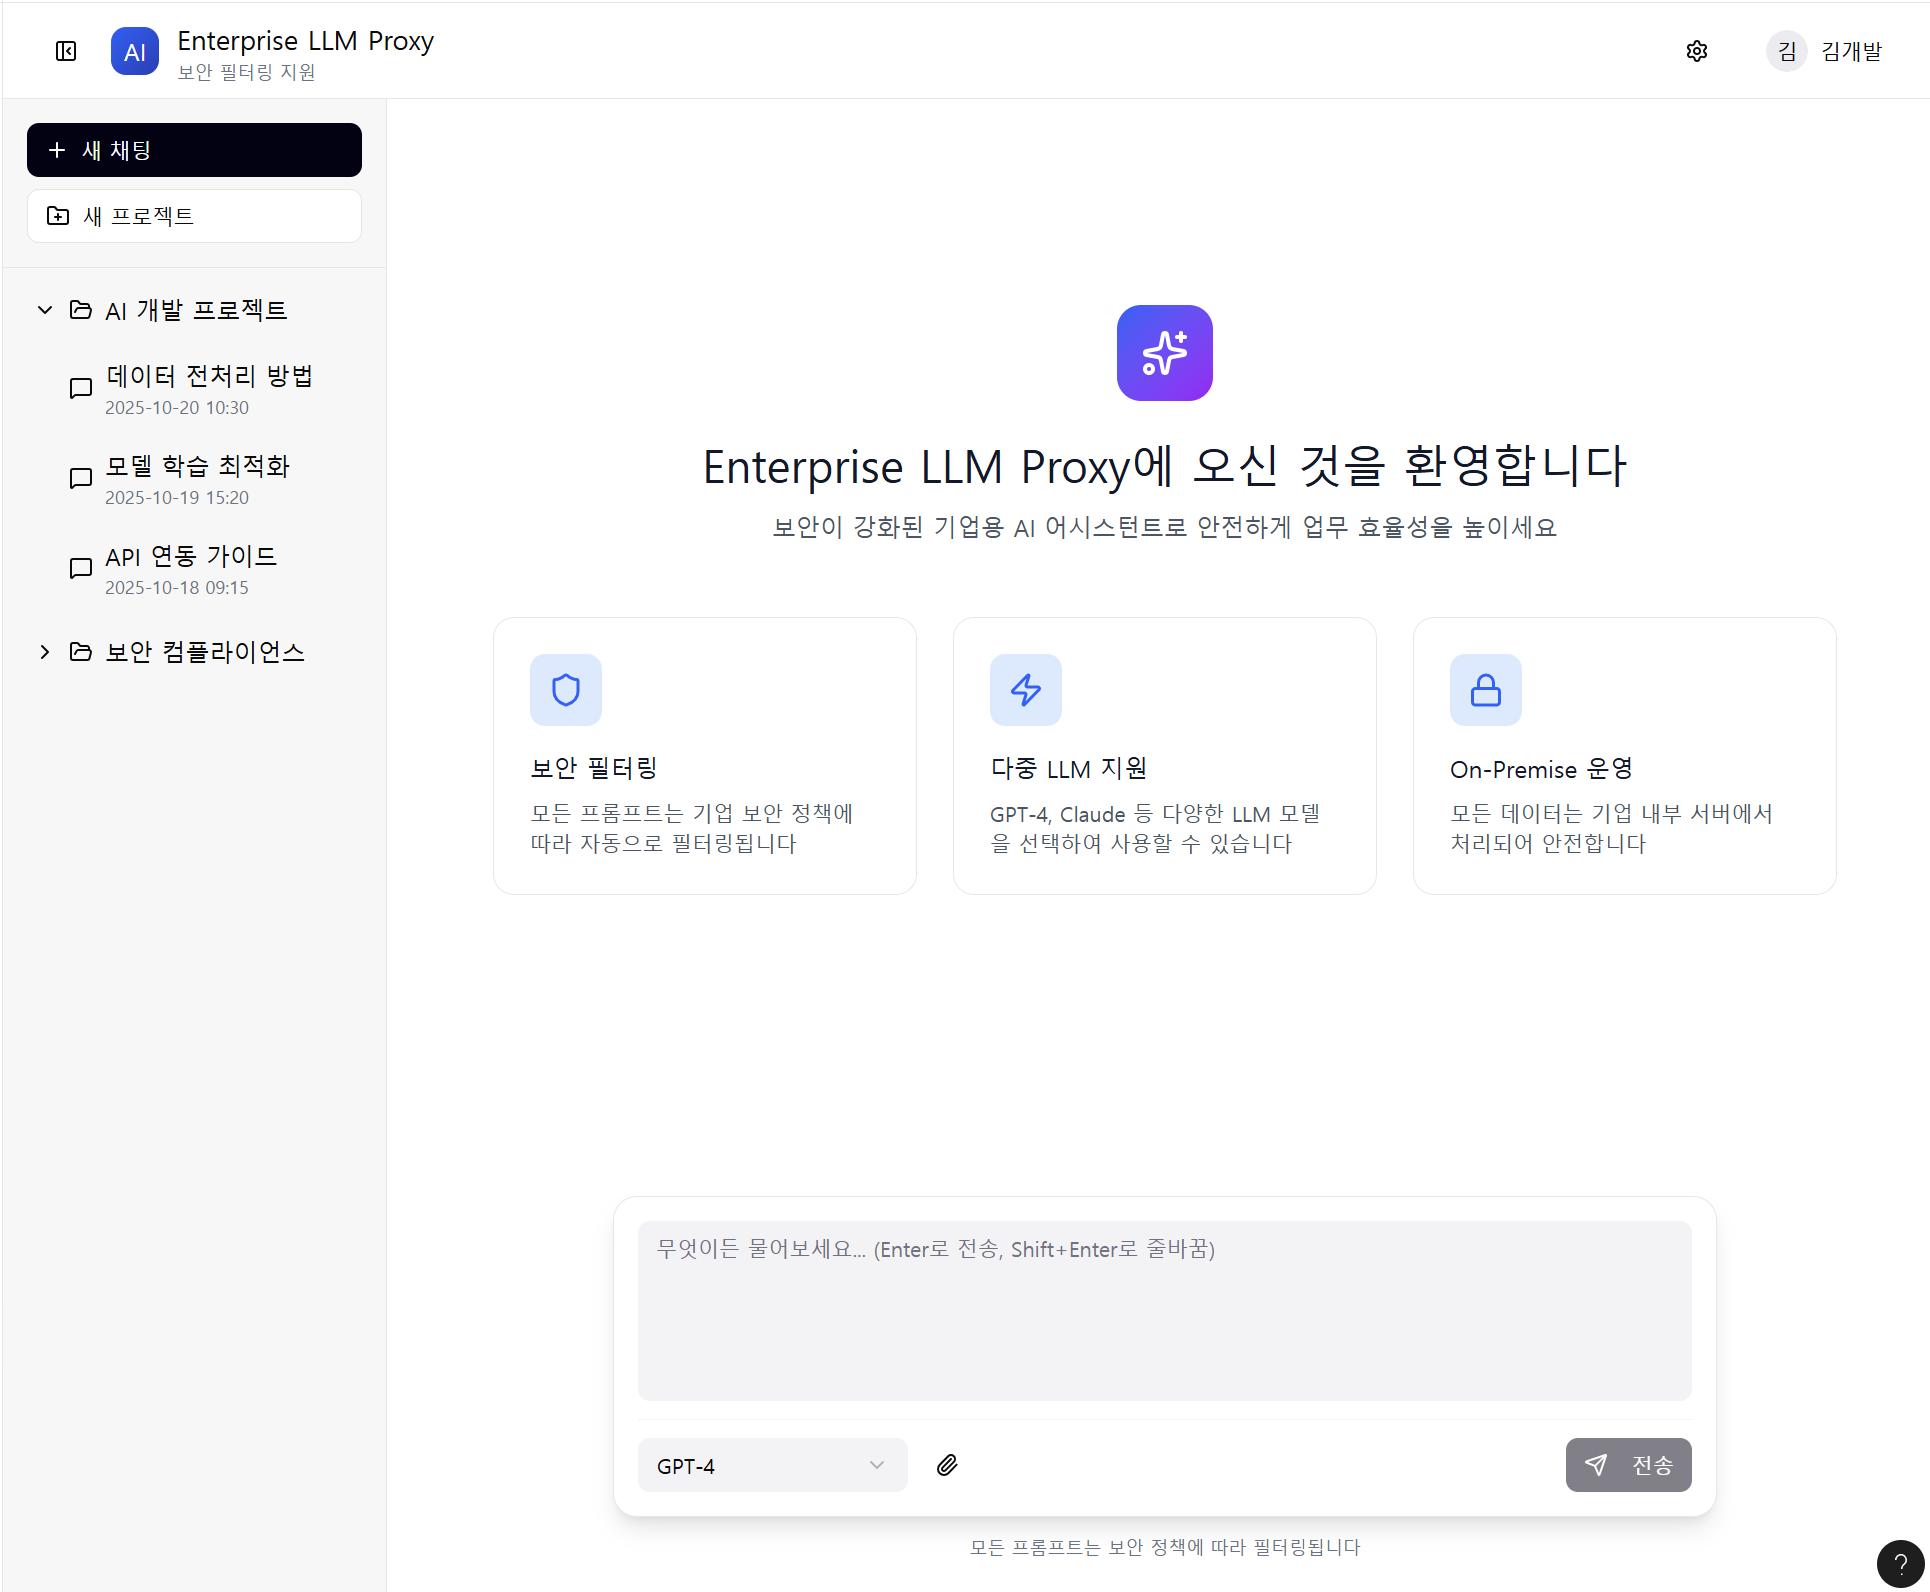 AI
Enterprise LLM Proxy
보안 필터링 지원
김
김개발
새 채팅
새 프로젝트
AI 개발 프로젝트
데이터 전처리 방법
2025-10-20 10:30
모델 학습 최적화
2025-10-19 15:20
API 연동 가이드
2025-10-18 09:15
보안 컴플라이언스
Enterprise LLM Proxy에 오신 것을 환영합니다
보안이 강화된 기업용 AI 어시스턴트로 안전하게 업무 효율성을 높이세요
보안 필터링
모든 프롬프트는 기업 보안 정책에
따라 자동으로 필터링됩니다
다중 LLM 지원
GPT-4, Claude 등 다양한 LLM 모델
을 선택하여 사용할 수 있습니다
On-Premise 운영
모든 데이터는 기업 내부 서버에서
처리되어 안전합니다
무엇이든 물어보세요... (Enter로 전송, Shift+Enter로 줄바꿈)
GPT-4
전송
모든 프롬프트는 보안 정책에 따라 필터링됩니다
?